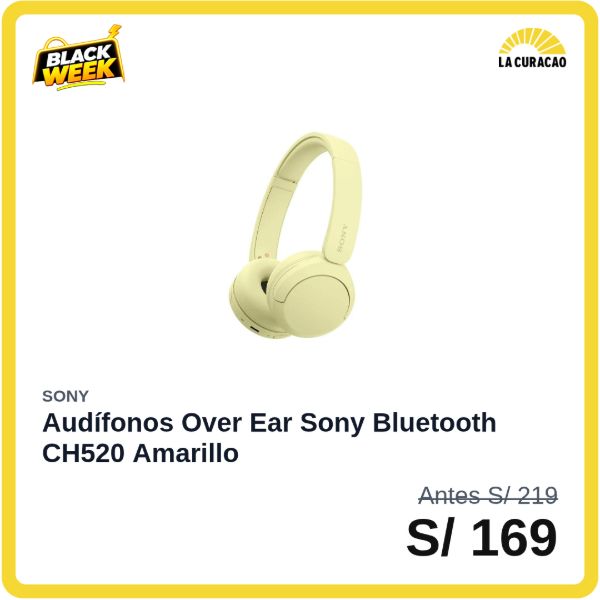 BLACK
WEEK
LA CURACAO
SONY
SONY
Audífonos Over Ear Sony Bluetooth
CH520 Amarillo
Antes S/ 219
S/ 169